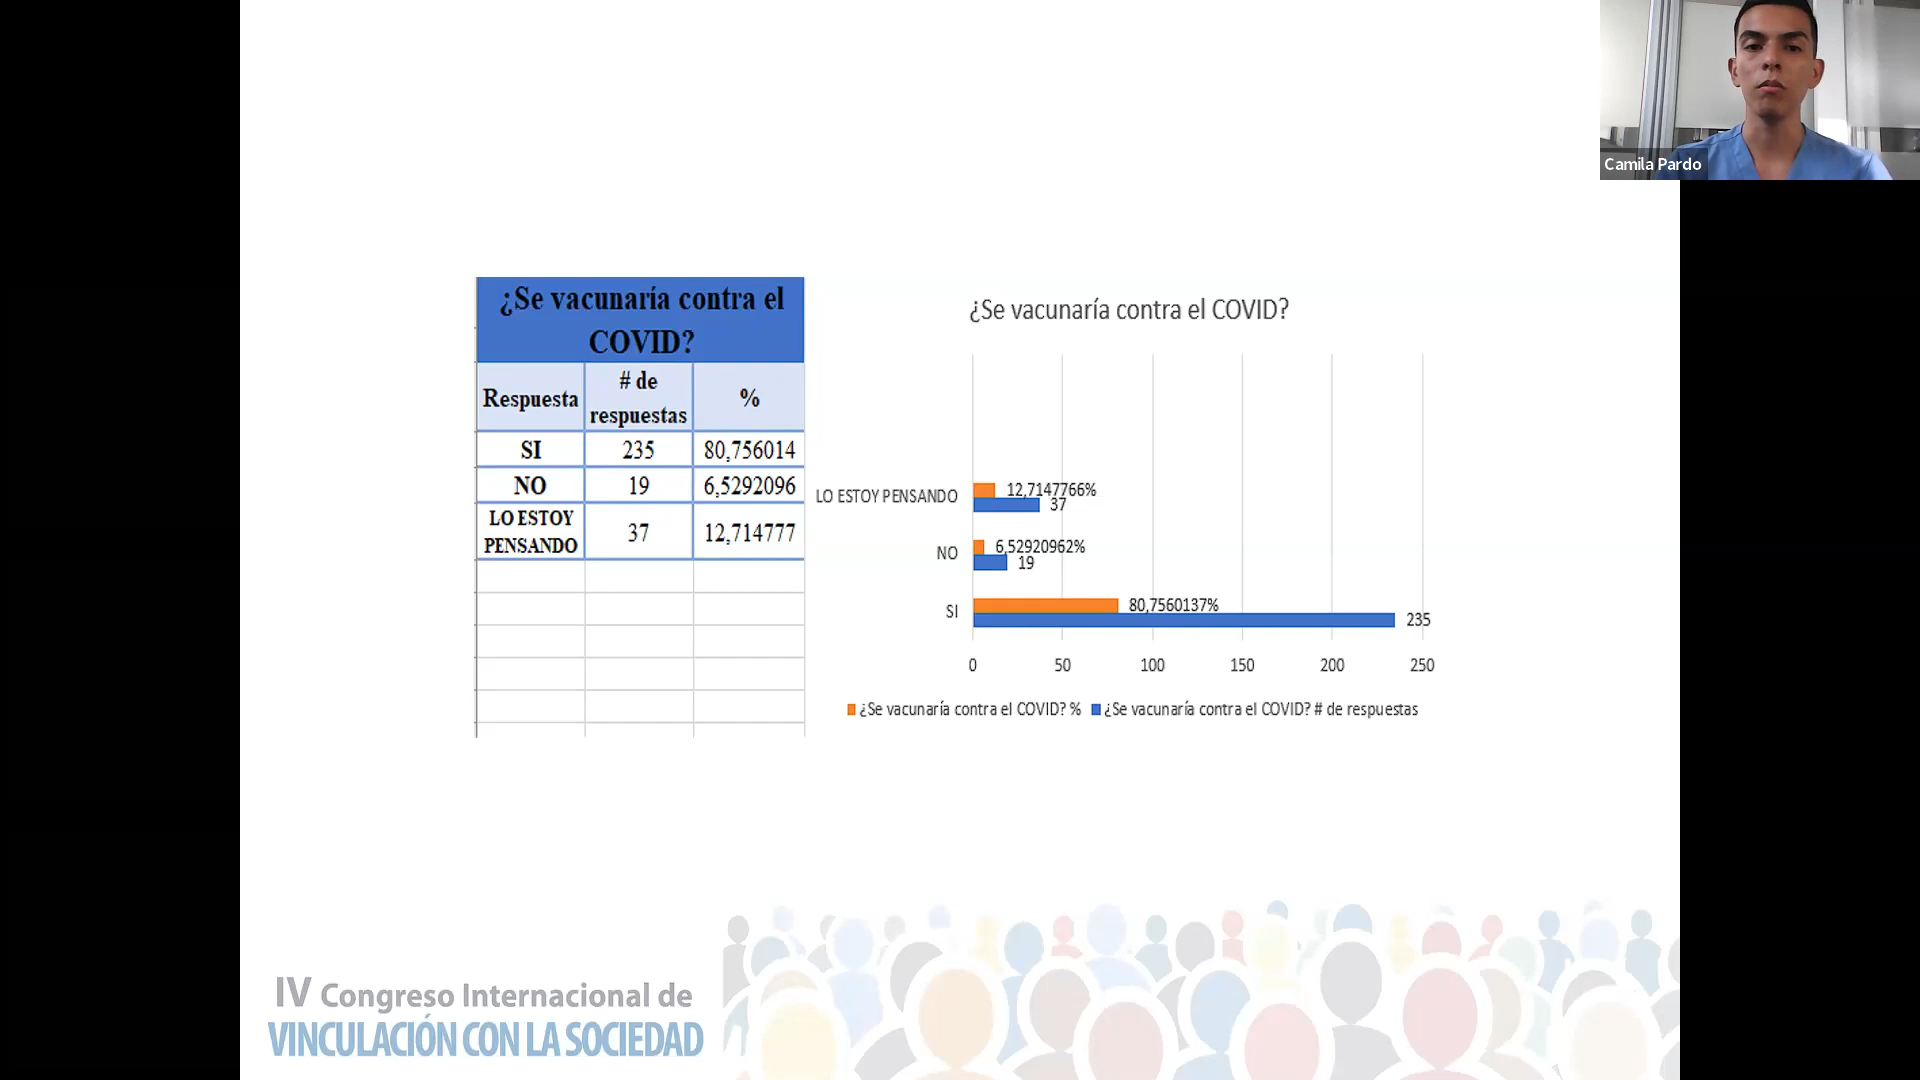 Camila Pardo
¿Se vacunaría contra el
COVID?
Respuesta
# de
respuestas
%
SI
235
80,756014
NO
19
6,5292096
LO ESTOY
PENSANDO
37
12,714777
¿Se vacunaría contra el COVID?
LO ESTOY PENSANDO
12,7147766%
37
NO
6,52920962%
19
SI
80,7560137%
235
0 50 100 150 200 250
¿Se vacunaría contra el COVID? % ¿Se vacunaría contra el COVID? # de respuestas
IV Congreso Internacional de
VINCULACIÓN CON LA SOCIEDAD